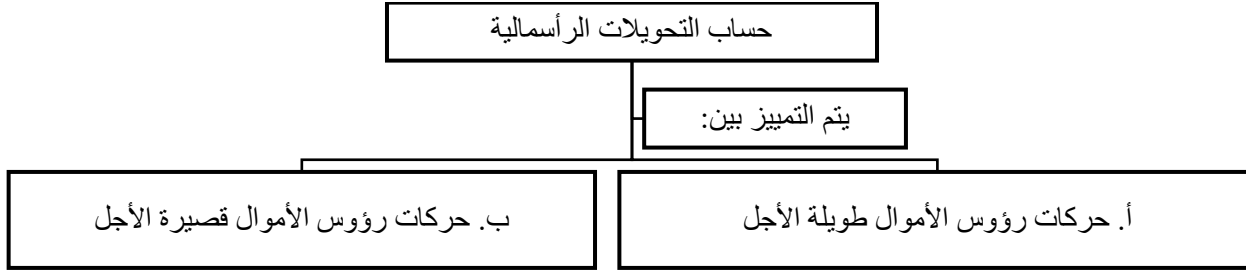 حساب التحويلات الرأسمالية
يتم التمييز بين:
أ. حركات رؤوس الأموال طويلة الأجل
ب. حركات رؤوس الأموال قصيرة الأجل